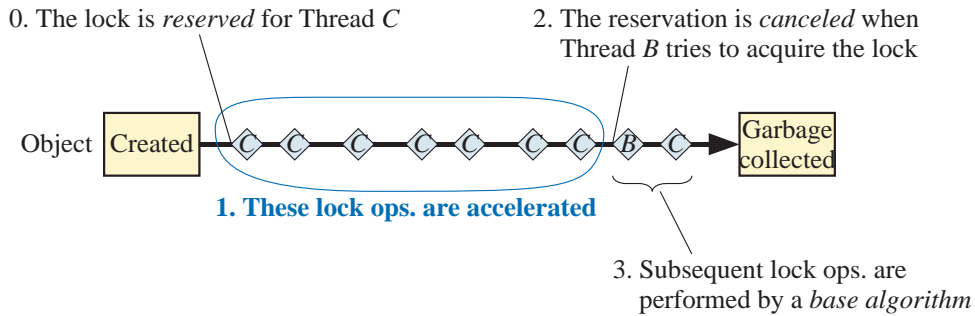 0. The lock is reserved for Thread C
2. The reservation is canceled when
Thread B tries to acquire the lock
Object
Created
C C C C C C C B C
Garbage
collected
1. These lock ops. are accelerated
3. Subsequent lock ops. are
performed by a base algorithm